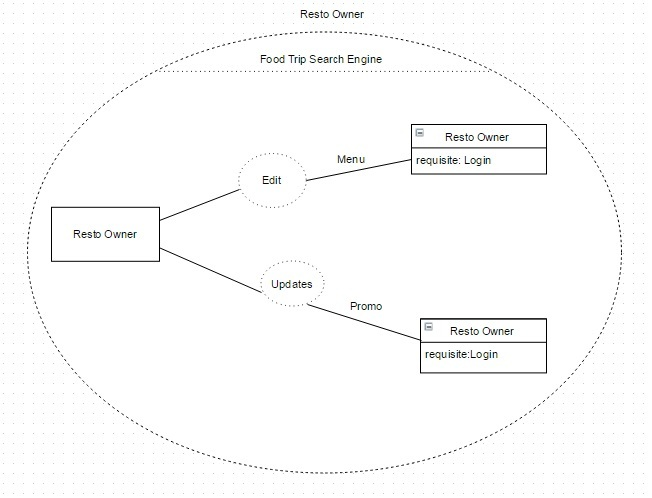 Resto Owner
Food Trip Search Engine
Resto Owner
Menu
requisite: Login
Edit
Resto Owner
Updates
Promo
Resto Owner
requisite:Login